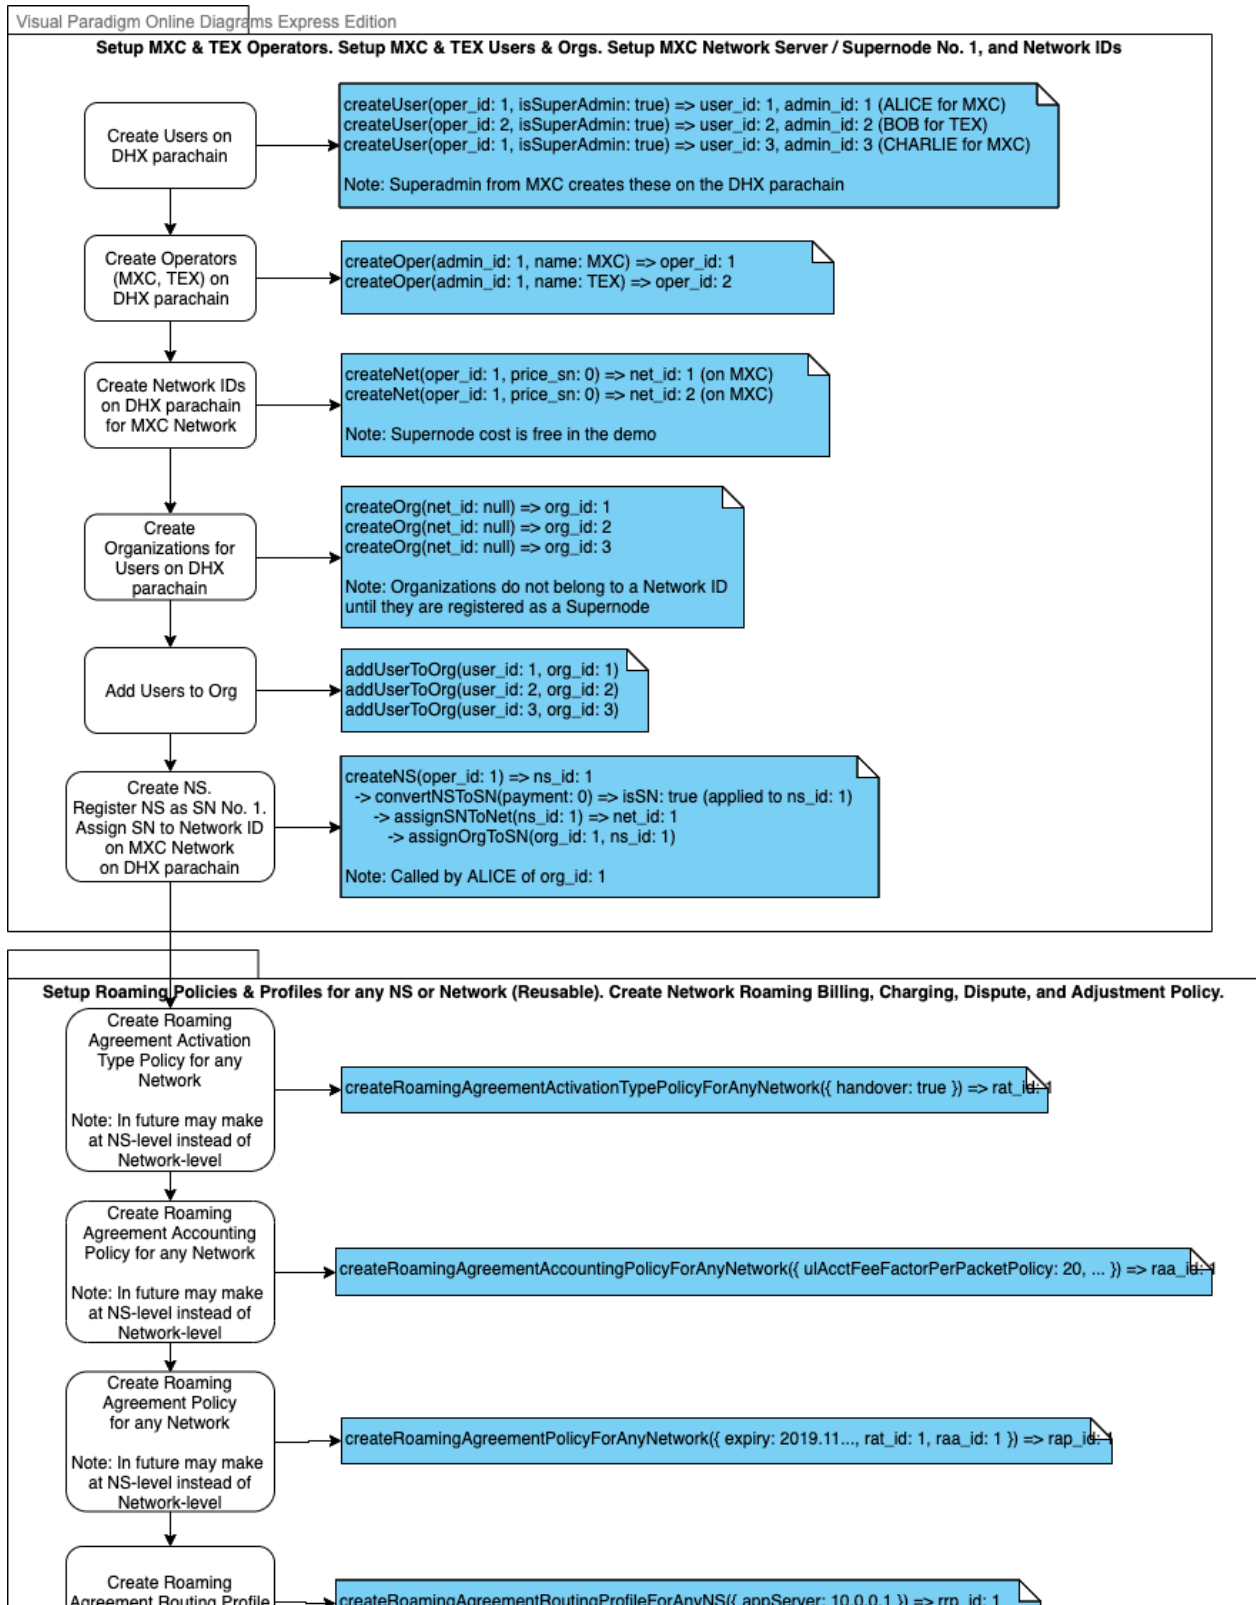 Visual Paradigm Online Diagrams Express Edition
Setup MXC & TEX Operators. Setup MXC & TEX Users & Orgs. Setup MXC Network Server / Supernode No. 1, and Network IDs
Create Users on
DHX parachain
createUser(oper_id: 1, isSuperAdmin: true) => user_id: 1, admin_id: 1 (ALICE for MXC)
createUser(oper_id: 2, isSuperAdmin: true) => user_id: 2, admin_id: 2 (BOB for TEX)
createUser(oper_id: 1, isSuperAdmin: true) => user_id: 3, admin_id: 3 (CHARLIE for MXC)
Note: Superadmin from MXC creates these on the DHX parachain
Create Operators
(MXC, TEX) on
DHX parachain
createOper(admin_id: 1, name: MXC) => oper_id: 1
createOper(admin_id: 1, name: TEX) => oper_id: 2
Create Network IDs
on DHX parachain
for MXC Network
createNet(oper_id: 1, price_sn: 0) => net_id: 1 (on MXC)
createNet(oper_id: 1, price_sn: 0) => net_id: 2 (on MXC)
Note: Supernode cost is free in the demo
Create
Organizations for
Users on DHX
parachain
createOrg(net_id: null) => org_id: 1
createOrg(net_id: null) => org_id: 2
createOrg(net_id: null) => org_id: 3
Note: Organizations do not belong to a Network ID
until they are registered as a Supernode
Add Users to Org
addUserToOrg(user_id: 1, org_id: 1)
addUserToOrg(user_id: 2, org_id: 2)
addUserToOrg(user_id: 3, org_id: 3)
Create NS.
Register NS as SN No. 1.
Assign SN to Network ID
on MXC Network
on DHX parachain
createNS(oper_id: 1) => ns_id: 1
-> convertNSToSN(payment: 0) => isSN: true (applied to ns_id: 1)
-> assignSNToNet(ns_id: 1) => net_id: 1
-> assignOrgToSN(org_id: 1, ns_id: 1)
Note: Called by ALICE of org_id: 1
Setup Roaming Policies & Profiles for any NS or Network (Reusable). Create Network Roaming Billing, Charging, Dispute, and Adjustment Policy.
Create Roaming
Agreement Activation
Type Policy for any
Network
Note: In future may make
at NS-level instead of
Network-level
createRoamingAgreementActivationTypePolicyForAnyNetwork({ handover: true }) => rat_id: 1
Create Roaming
Agreement Accounting
Policy for any Network
Note: In future may make
at NS-level instead of
Network-level
createRoamingAgreementAccountingPolicyForAnyNetwork({ ulAcctFeeFactorPerPacketPolicy: 20, ... }) => raa_id: 1
Create Roaming
Agreement Policy
for any Network
Note: In future may make
at NS-level instead of
Network-level
createRoamingAgreementPolicyForAnyNetwork({ expiry: 2019.11..., rat_id: 1, raa_id: 1 }) => rap_id: 1
Create Roaming
Agreement Routing Profile
createRoamingAgreementRoutingProfileForAnyNS({ appServer: 10.0.0.1 }) => rrp_id: 1